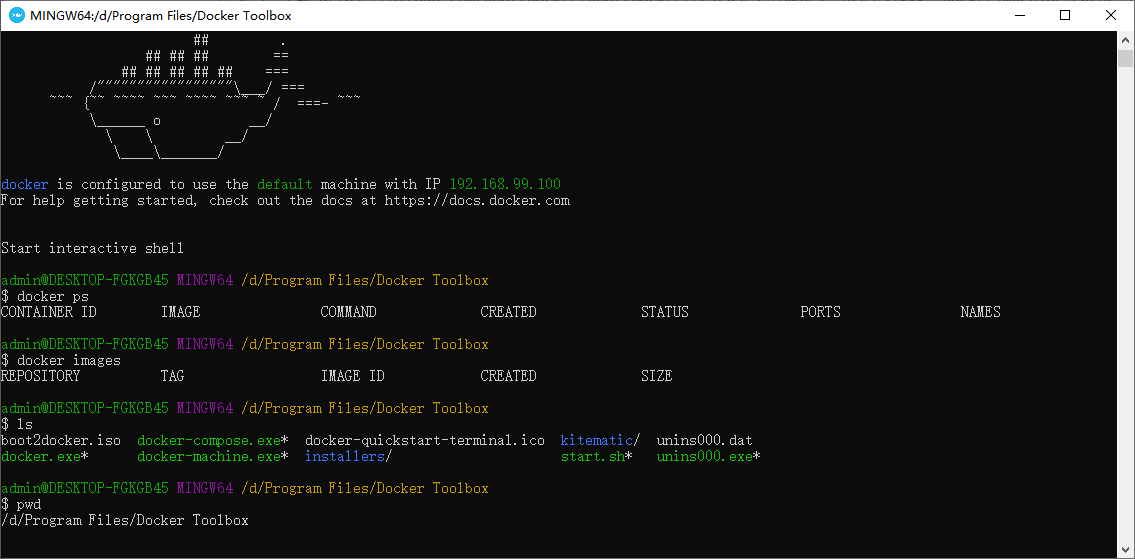 MINGW64:/d/Program Files/Docker Toolbox
                        ##         .
                  ## ## ##        ==
               ## ## ## ## ##    ===
           /"""""""""""""""""\___/ ===
      ~~~ {~~ ~~~~ ~~~ ~~~~ ~~~ ~ /  ===- ~~~
           \______ o           __/
             \    \         __/
              \____\_______/
docker is configured to use the default machine with IP 192.168.99.100
For help getting started, check out the docs at https://docs.docker.com
Start interactive shell
admin@DESKTOP-FGKGB45 MINGW64 /d/Program Files/Docker Toolbox
$ docker ps
CONTAINER ID        IMAGE               COMMAND             CREATED             STATUS              PORTS               NAMES
admin@DESKTOP-FGKGB45 MINGW64 /d/Program Files/Docker Toolbox
$ docker images
REPOSITORY          TAG                 IMAGE ID            CREATED             SIZE
admin@DESKTOP-FGKGB45 MINGW64 /d/Program Files/Docker Toolbox
$ ls
boot2docker.iso  docker-compose.exe*  docker-quickstart-terminal.ico  kitematic/  unins000.dat
docker.exe*      docker-machine.exe*  installers/                     start.sh*   unins000.exe*
admin@DESKTOP-FGKGB45 MINGW64 /d/Program Files/Docker Toolbox
$ pwd
/d/Program Files/Docker Toolbox